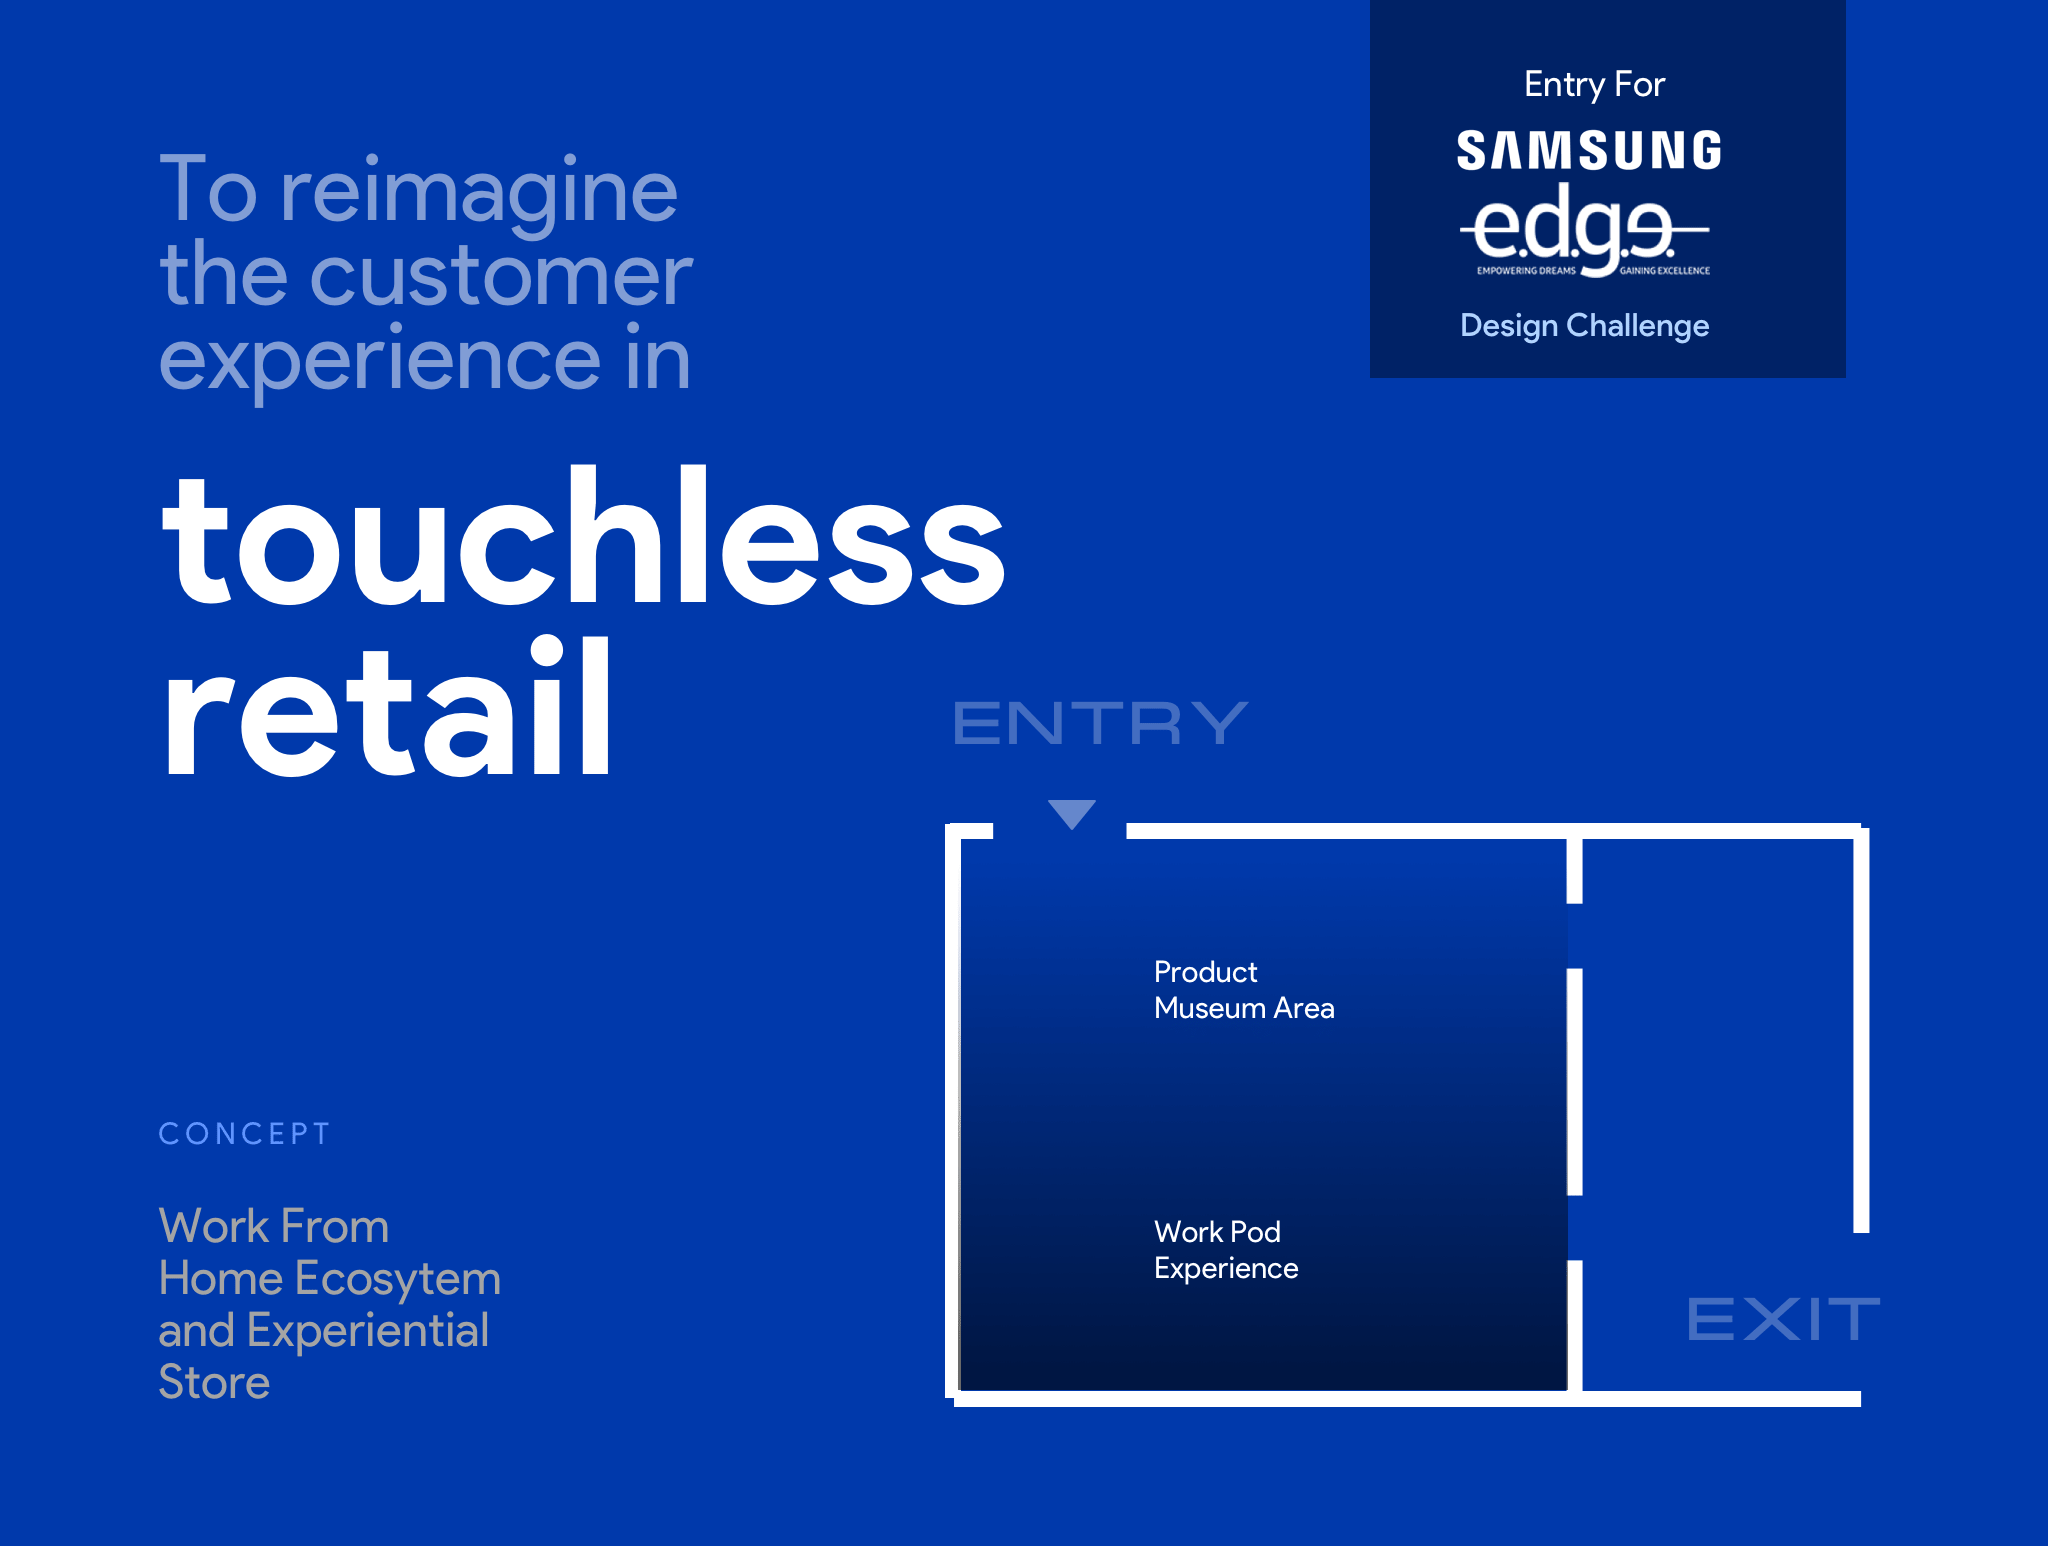 Entry For
SAMSUNG
e.d.g.e.
EMPOWERING DREAMS GAINING EXCELLENCE
Design Challenge
To reimagine
the customer
experience in
touchless
retail
ENTRY
Product
Museum Area
Work Pod
Experience
EXIT
CONCEPT
Work From
Home Ecosytem
and Experiential
Store